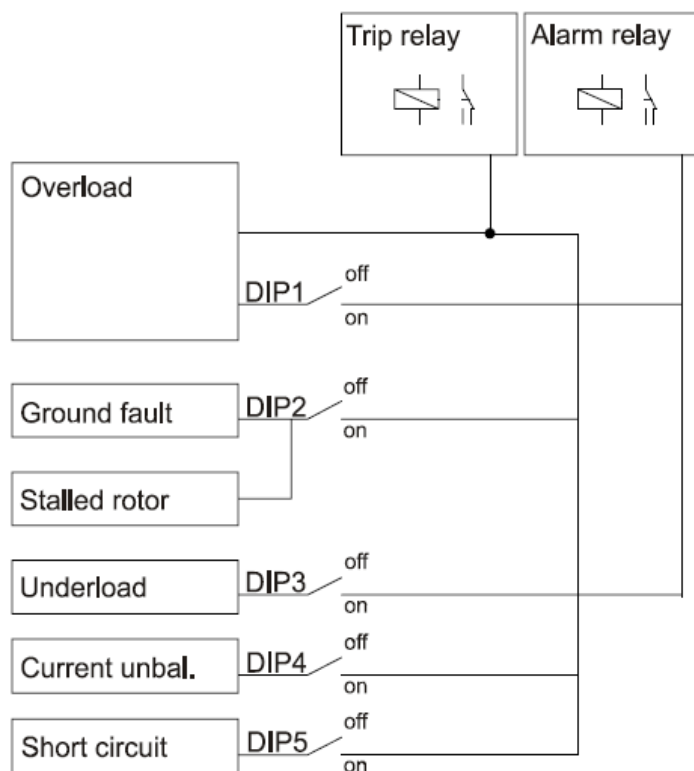 Trip relay
Alarm relay
Overload
DIP1
off
on
Ground fault
DIP2
off
on
Stalled rotor
Underload
DIP3
off
on
Current unbal.
DIP4
off
on
Short circuit
DIP5
off
on